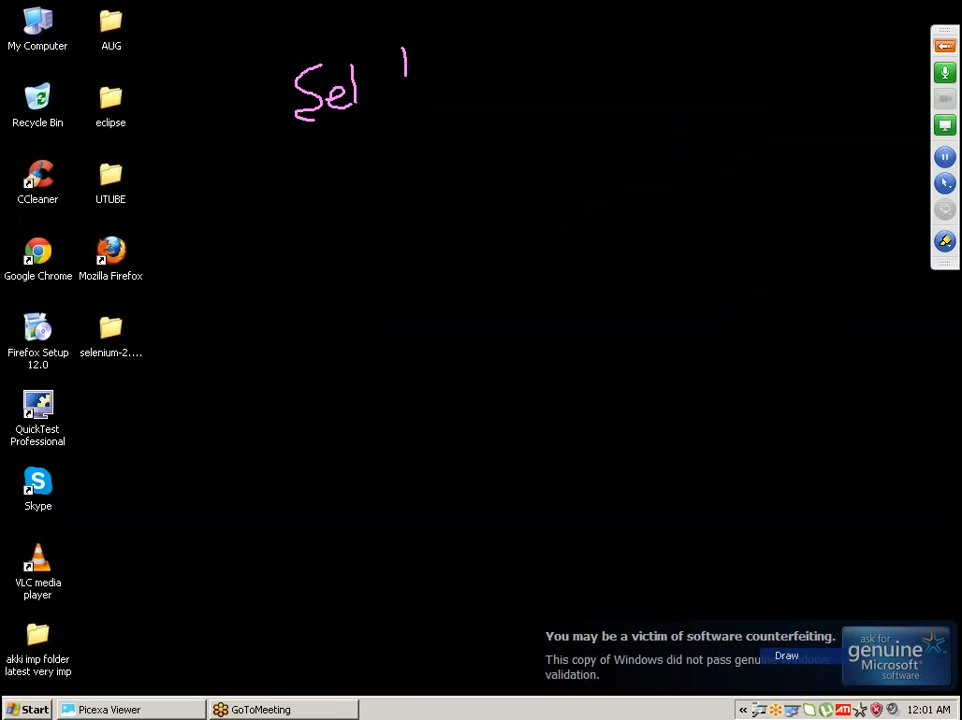 My Computer
AUG
Sel
Recycle Bin
eclipse
CCleaner
UTUBE
Google Chrome
Mozilla Firefox
Firefox Setup
12.0
selenium-2....
QuickTest
Professional
Skype
VLC media
player
akki imp folder
latest very imp
You may be a victim of software counterfeiting.
This copy of Windows did not pass genu
validation.
Draw
ask for
genuine
Microsoft
software
Start
Picexa Viewer
GoToMeeting
ATI
12:01 AM